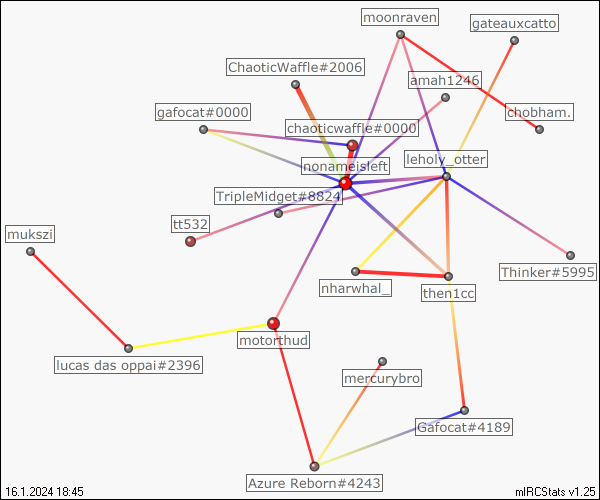 moonraven
gateauxcatto
ChaoticWaffle#2006
amah1246
gafocat#0000
chobham.
chaoticwaffle#0000
leholy_otter
nonameisleft
TripleMidget#8824
tt532
mukszi
Thinker#5995
nharwhal_
then1cc
motorthud
lucas das oppai#2396
mercurybro
Gafocat#4189
Azure Reborn#4243
16.1.2024 18:45
mIRCStats v1.25